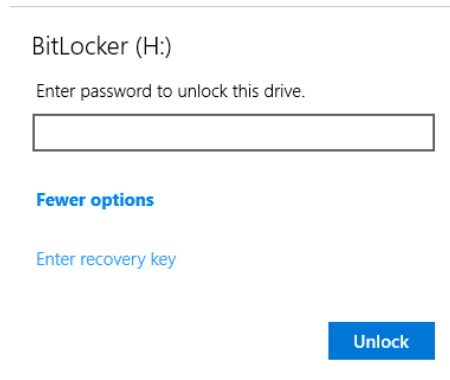 BitLocker (H:)
Enter password to unlock this drive.
Fewer options
Enter recovery key
Unlock